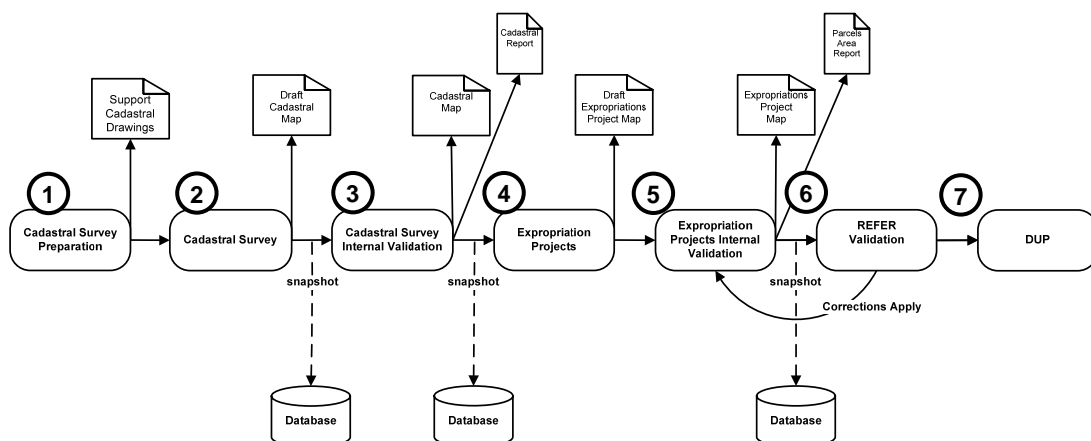 Cadastral
Report
Parcels
Area
Report
Support
Cadastral
Drawings
Draft
Cadastral
Map
Cadastral
Map
Draft
Expropriations
Project Map
Expropriations
Project
Map
1
2
3
4
5
6
7
Cadastral Survey
Preparation
Cadastral Survey
Cadastral Survey
Internal Validation
Expropriation
Projects
Expropriation
Projects Internal
Validation
REFER
Validation
DUP
snapshot
snapshot
snapshot
Corrections Apply
Database
Database
Database